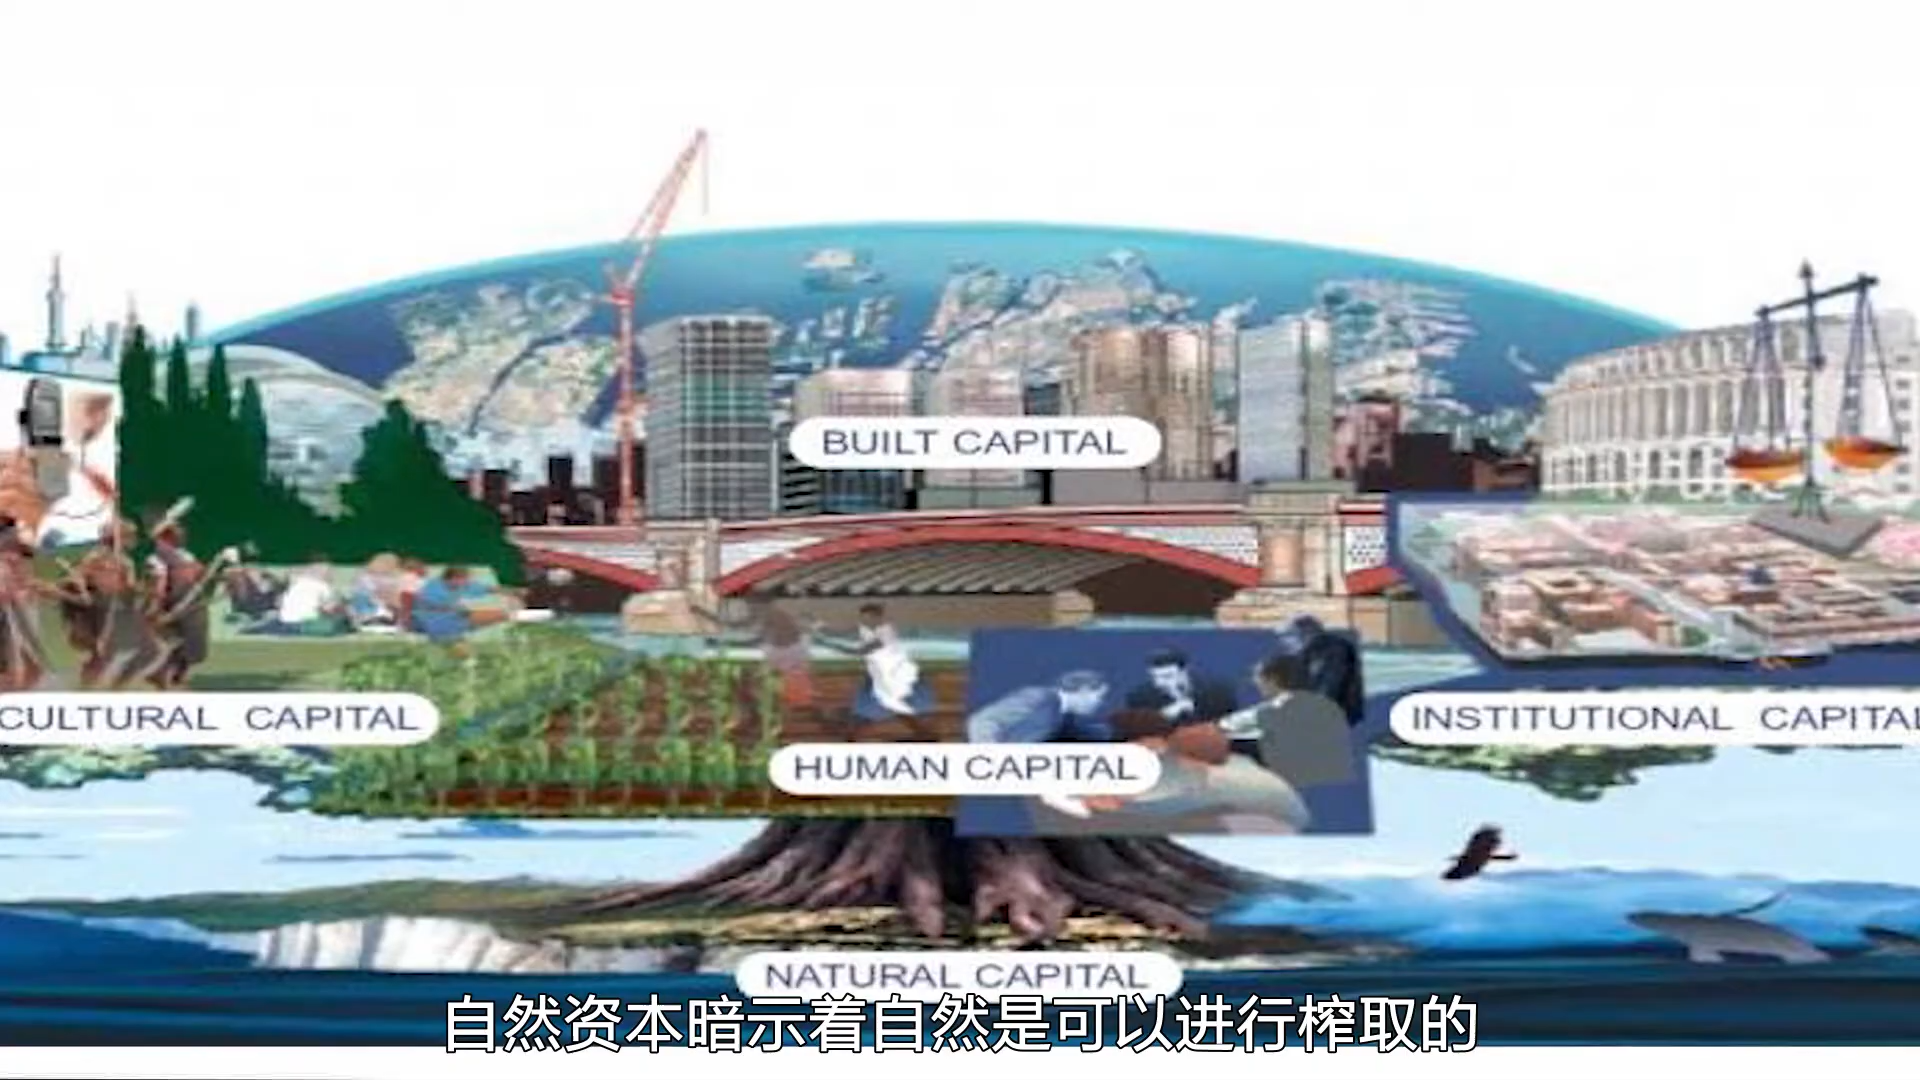 BUILT CAPITAL
CULTURAL CAPITAL
INSTITUTIONAL CAPITAL
HUMAN CAPITAL
NATURAL CAPITAL
自然资本暗示着自然是可以进行榨取的